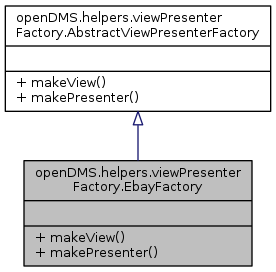 openDMS.helpers.viewPresenter
Factory.AbstractViewPresenterFactory
+ makeView()
+ makePresenter()
openDMS.helpers.viewPresenter
Factory.EbayFactory
+ makeView()
+ makePresenter()